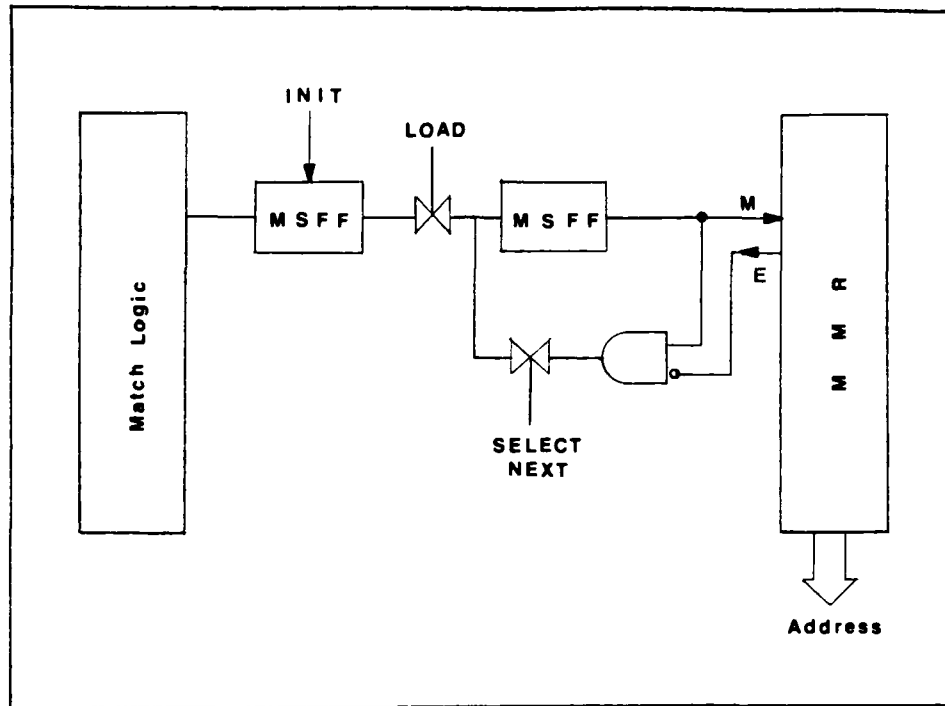 INIT
LOAD
MSFF
MSFF
M
E
Match Logic
MMR
SELECT
NEXT
Address